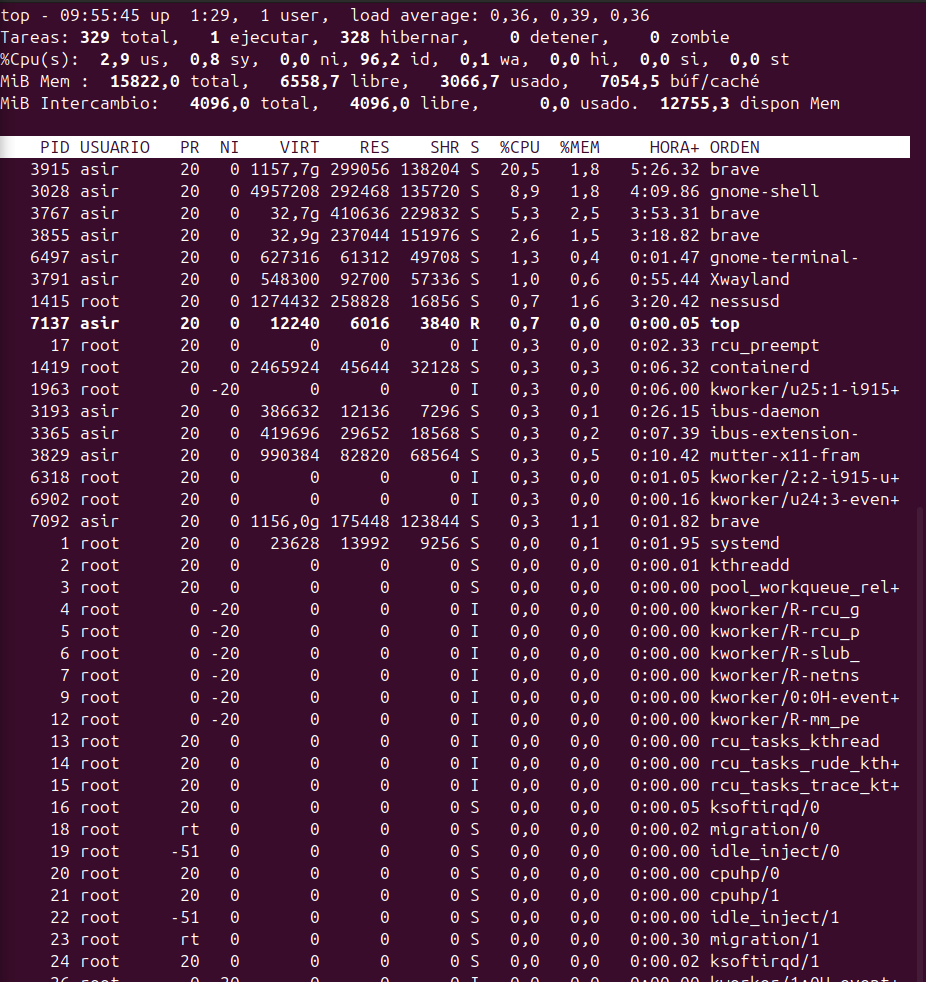 top - 09:55:45 up  1:29,  1 user,  load average: 0,36, 0,39, 0,36
Tareas: 329 total,   1 ejecutar,  328 hibernar,    0 detener,    0 zombie
%Cpu(s):  2,9 us,  0,8 sy,  0,0 ni, 96,2 id,  0,1 wa,  0,0 hi,  0,0 si,  0,0 st
MiB Mem :  15822,0 total,   6558,7 libre,   3066,7 usado,   7054,5 búf/caché
MiB Intercambio:   4096,0 total,   4096,0 libre,      0,0 usado.  12755,3 dispon Mem
PID USUARIO   PR  NI    VIRT    RES    SHR S  %CPU  %MEM     HORA+ ORDEN
3915 asir      20   0 1157,7g 299056 138204 S  20,5   1,8   5:26.32 brave
3028 asir      20   0 4957208 292468 135720 S   8,9   1,8   4:09.86 gnome-shell
3767 asir      20   0   32,7g 410636 229832 S   5,3   2,5   3:53.31 brave
3855 asir      20   0   32,9g 237044 151976 S   2,6   1,5   3:18.82 brave
6497 asir      20   0  627316  61312  49708 S   1,3   0,4   0:01.47 gnome-terminal-
3791 asir      20   0  548300  92700  57336 S   1,0   0,6   0:55.44 Xwayland
1415 root      20   0 1274432 258828  16856 S   0,7   1,6   3:20.42 nessusd
7137 asir      20   0   12240   6016   3840 R   0,7   0,0   0:00.05 top
17 root      20   0       0      0      0 I   0,3   0,0   0:02.33 rcu_preempt
1419 root      20   0 2465924  45644  32128 S   0,3   0,3   0:06.32 containerd
1963 root       0 -20       0      0      0 I   0,3   0,0   0:06.00 kworker/u25:1-i915+
3193 asir      20   0  386632  12136   7296 S   0,3   0,1   0:26.15 ibus-daemon
3365 asir      20   0  419696  29652  18568 S   0,3   0,2   0:07.39 ibus-extension-
3829 asir      20   0  990384  82820  68564 S   0,3   0,5   0:10.42 mutter-x11-fram
6318 root      20   0       0      0      0 I   0,3   0,0   0:01.05 kworker/2:2-i915-u+
6902 root      20   0       0      0      0 I   0,3   0,0   0:00.16 kworker/u24:3-even+
7092 asir      20   0 1156,0g 175448 123844 S   0,3   1,1   0:01.82 brave
1 root      20   0   23628  13992   9256 S   0,0   0,1   0:01.95 systemd
2 root      20   0       0      0      0 S   0,0   0,0   0:00.01 kthreadd
3 root      20   0       0      0      0 S   0,0   0,0   0:00.00 pool_workqueue_rel+
4 root       0 -20       0      0      0 I   0,0   0,0   0:00.00 kworker/R-rcu_g
5 root       0 -20       0      0      0 I   0,0   0,0   0:00.00 kworker/R-rcu_p
6 root       0 -20       0      0      0 I   0,0   0,0   0:00.00 kworker/R-slub_
7 root       0 -20       0      0      0 I   0,0   0,0   0:00.00 kworker/R-netns
9 root       0 -20       0      0      0 I   0,0   0,0   0:00.00 kworker/0:0H-event+
12 root       0 -20       0      0      0 I   0,0   0,0   0:00.00 kworker/R-mm_pe
13 root      20   0       0      0      0 I   0,0   0,0   0:00.00 rcu_tasks_kthread
14 root      20   0       0      0      0 I   0,0   0,0   0:00.00 rcu_tasks_rude_kth+
15 root      20   0       0      0      0 I   0,0   0,0   0:00.00 rcu_tasks_trace_kt+
16 root      20   0       0      0      0 S   0,0   0,0   0:00.05 ksoftirqd/0
18 root      rt   0       0      0      0 S   0,0   0,0   0:00.02 migration/0
19 root     -51   0       0      0      0 S   0,0   0,0   0:00.00 idle_inject/0
20 root      20   0       0      0      0 S   0,0   0,0   0:00.00 cpuhp/0
21 root      20   0       0      0      0 S   0,0   0,0   0:00.00 cpuhp/1
22 root     -51   0       0      0      0 S   0,0   0,0   0:00.00 idle_inject/1
23 root      rt   0       0      0      0 S   0,0   0,0   0:00.30 migration/1
24 root      20   0       0      0      0 S   0,0   0,0   0:00.02 ksoftirqd/1